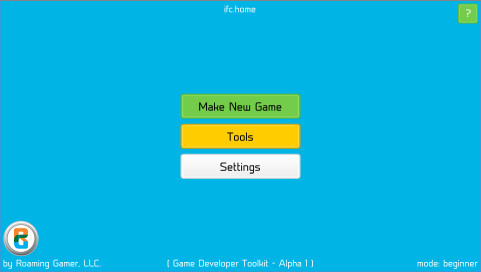 ifc.home
?
Make New Game
Tools
Settings
by Roaming Gamer, LLC.
( Game Developer Toolkit - Alpha 1 )
mode: beginner